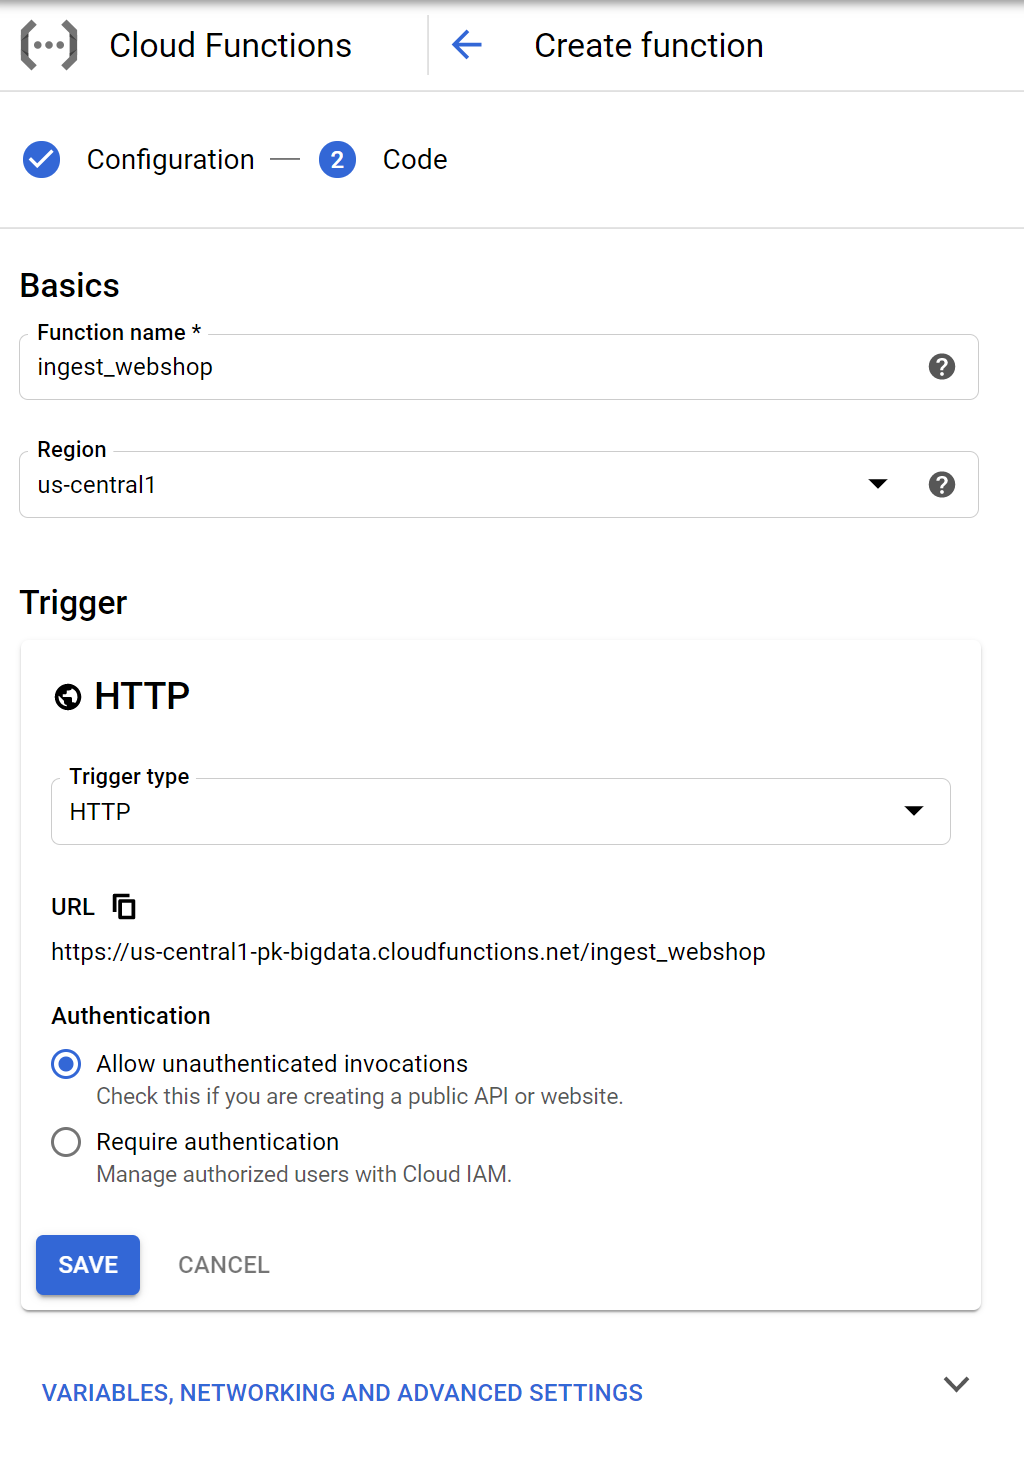 Cloud Functions
Create function
Configuration
2
Code
Basics
Function name *
ingest_webshop
Region
us-central1
Trigger
HTTP
Trigger type
HTTP
URL
https://us-central1-pk-bigdata.cloudfunctions.net/ingest_webshop
Authentication
Allow unauthenticated invocations
Check this if you are creating a public API or website.
Require authentication
Manage authorized users with Cloud IAM.
SAVE
CANCEL
VARIABLES, NETWORKING AND ADVANCED SETTINGS